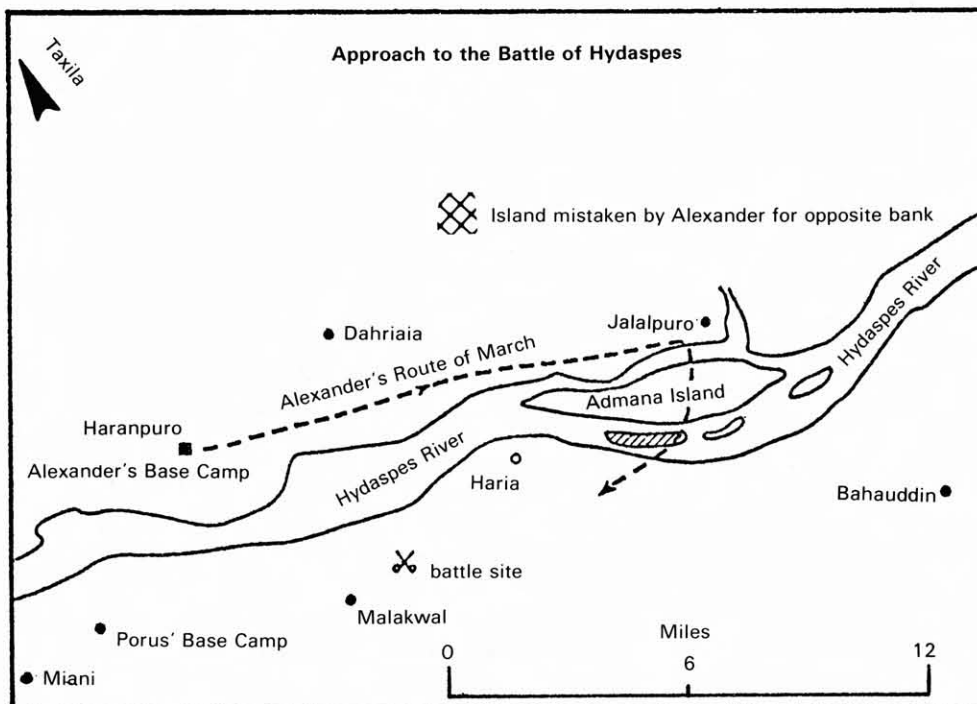 Approach to the Battle of Hydaspes
Taxila
Island mistaken by Alexander for opposite bank
Hydaspes River
Jalalpuro
Dahriaia
Alexander's Route of March
Admana Island
Haranpuro
Alexander's Base Camp
Hydaspes River
Haria
Bahauddin
battle site
Malakwal
Porus' Base Camp
Miani
Miles
0
6
12